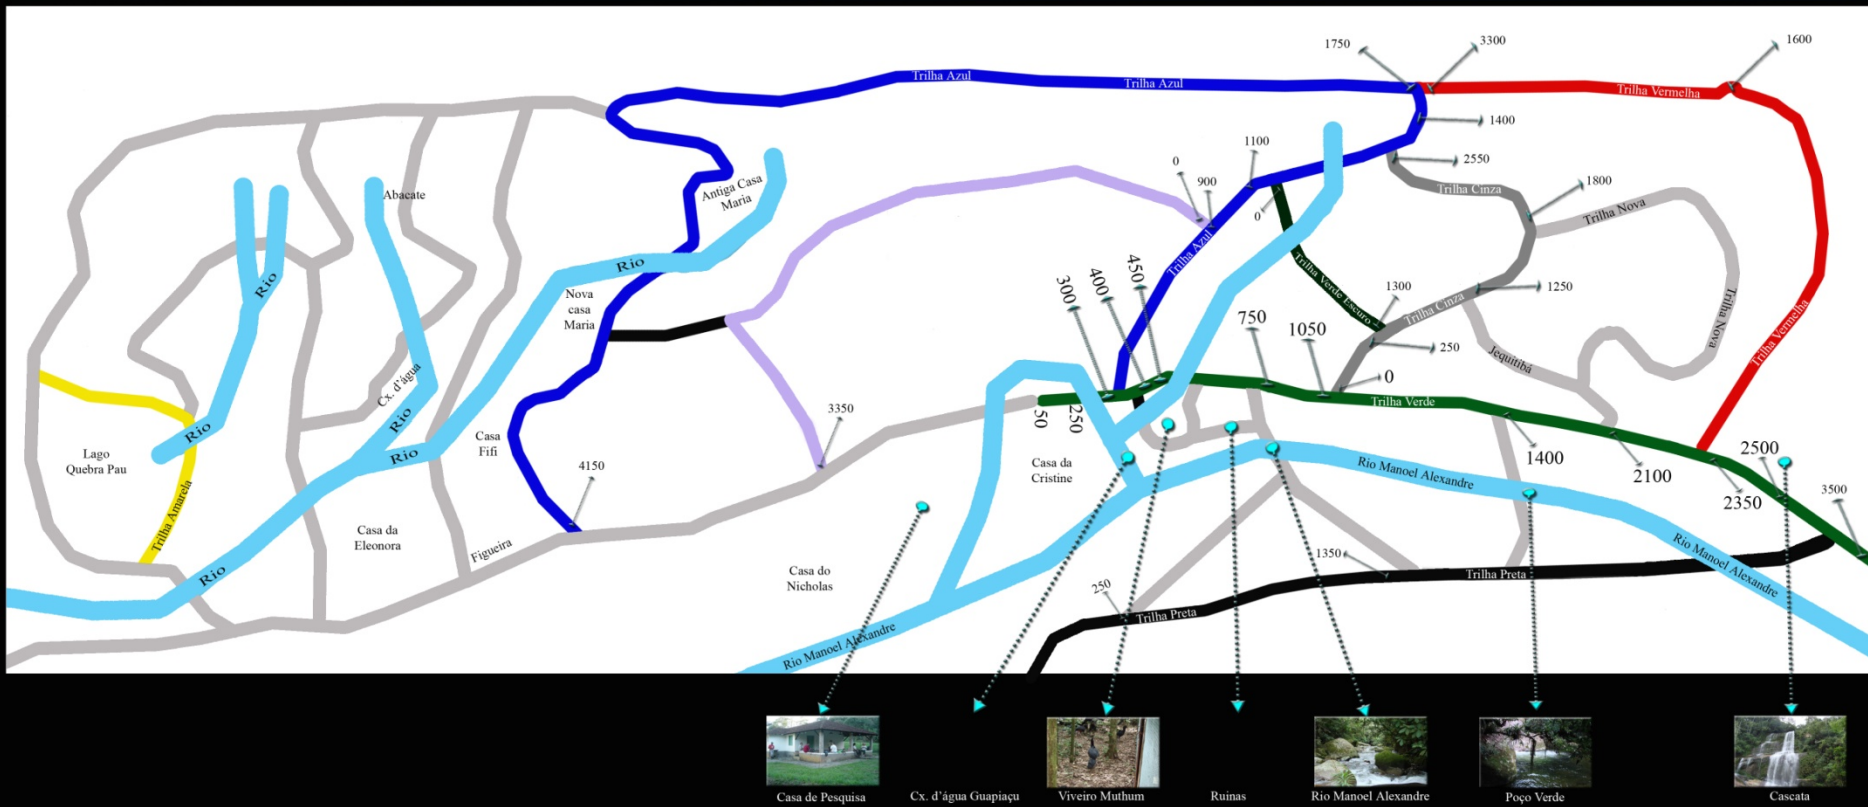 1750
3300
1600
Trilha Azul
Trilha Azul
Trilha Vermelha
1400
1100
2550
0
900
Trilha Cinza
1800
Antiga Casa
Maria
Abacate
0
Trilha Nova
Trilha Azul
Rio
Rio
Nova
casa
Maria
300
400
450
Trilha Verde Escuro
1300
Trilha Cinza
1250
Trilha Nova
Trilha Vermelha
750
1050
250
Jequitibá
Cx. d'água
Rio
0
Trilha Verde
50
250
3350
Casa
Fifi
Rio
Rio
Lago
Quebra Pau
4150
Casa da
Cristine
Rio Manoel Alexandre
1400
2100
2500
2350
3500
Trilha Amarela
Casa da
Eleonora
Figueira
Rio
Casa do
Nicholas
1350
250
Trilha Preta
Trilha Preta
Rio Manoel Alexandre
Rio Manoel Alexandre
Casa de Pesquisa
Cx. d'água Guapiaçu
Viveiro Muthum
Ruinas
Rio Manoel Alexandre
Poço Verde
Cascata